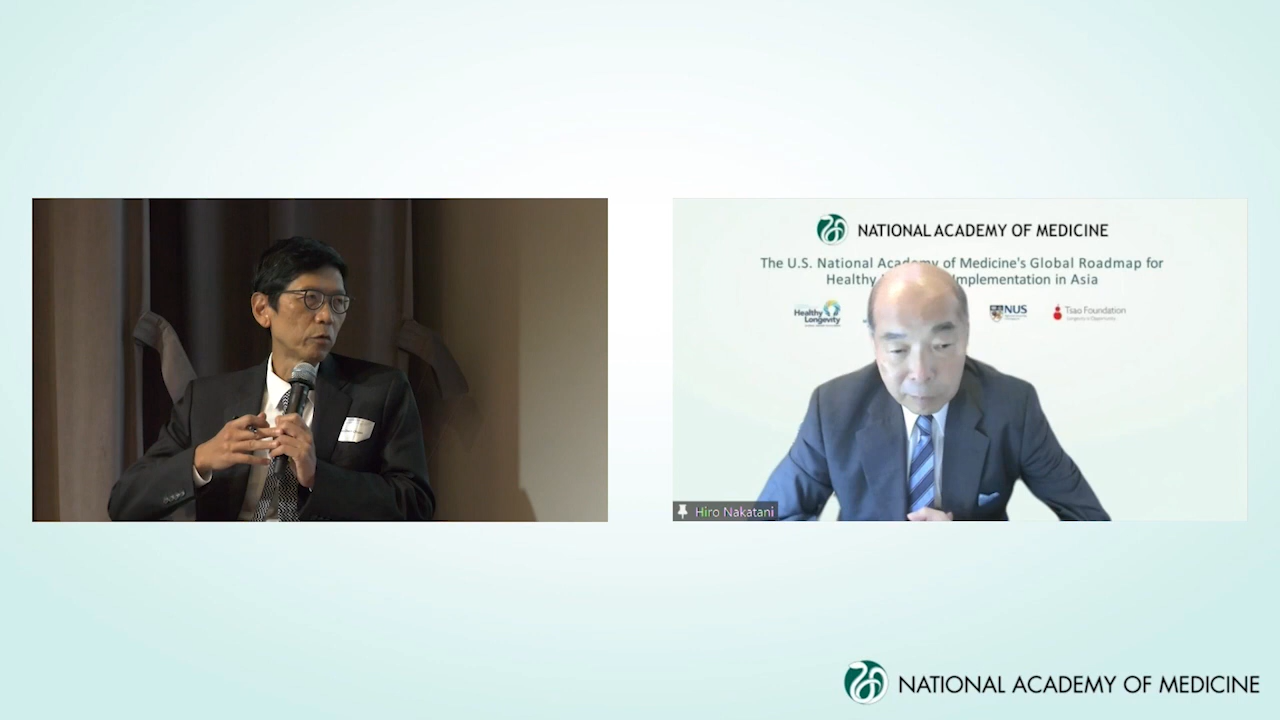 NATIONAL ACADEMY OF MEDICINE
The U.S. National Academy of Medicine's Global Roadmap for
Healthy Implementation in Asia
Healthy Longevity
NUS
Tsao Foundation
Hiro Nakatani
NATIONAL ACADEMY OF MEDICINE